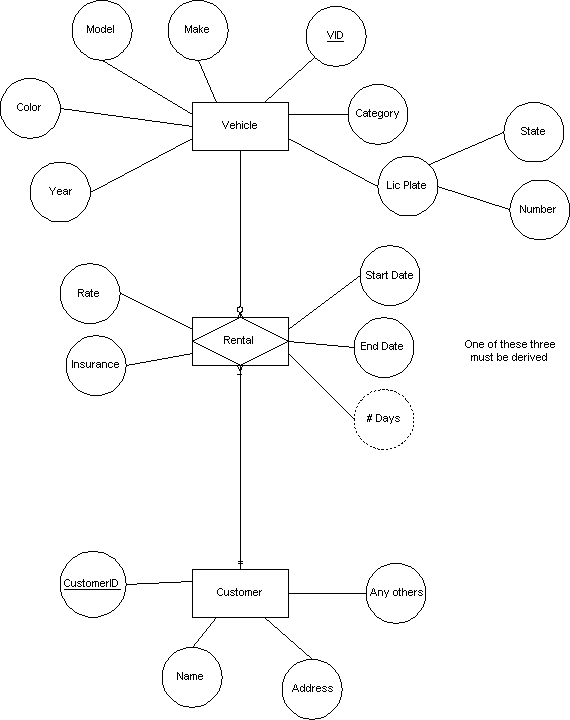 Model
Make
VID
Color
Vehicle
Category
State
Year
Lic Plate
Number
Rate
Start Date
Rental
End Date
One of these three
must be derived
Insurance
# Days
CustomerID
Customer
Any others
Name
Address